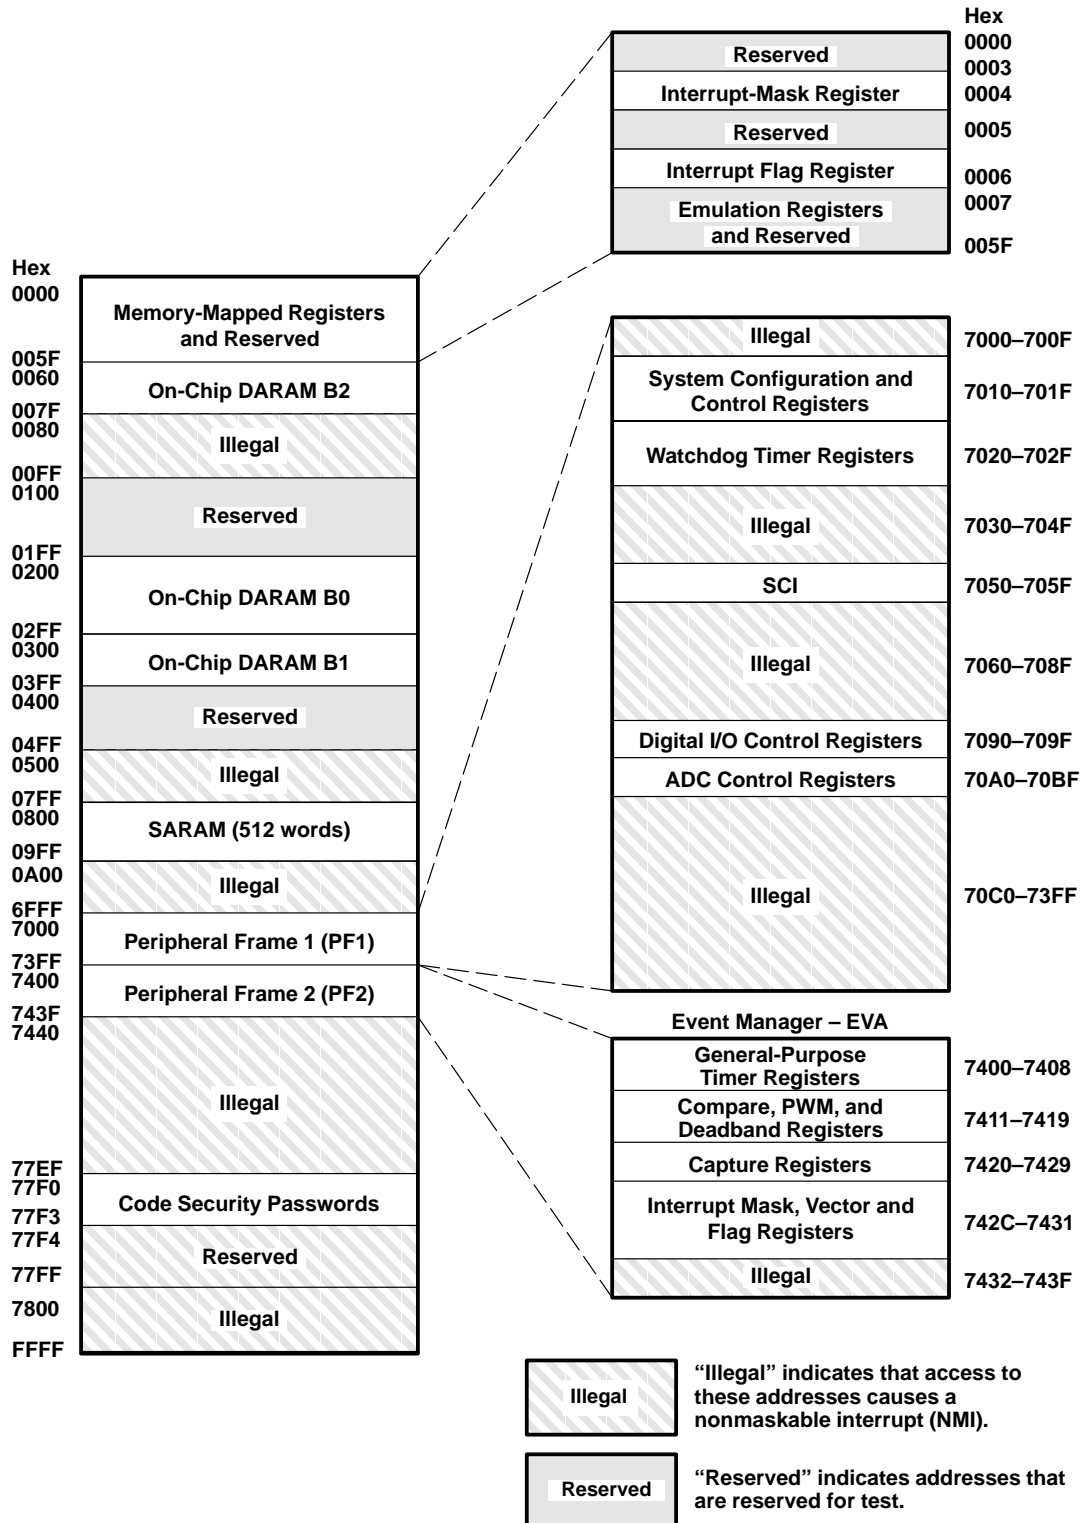 Hex
0000
Reserved
0003
Interrupt-Mask Register
0004
Reserved
0005
Interrupt Flag Register
0006
0007
Emulation Registers
and Reserved
005F
Hex
0000
Memory-Mapped Registers
and Reserved
005F
0060
On-Chip DARAM B2
007F
0080
Illegal
00FF
0100
Reserved
01FF
0200
On-Chip DARAM B0
02FF
0300
On-Chip DARAM B1
03FF
0400
Reserved
04FF
0500
Illegal
07FF
0800
SARAM (512 words)
09FF
0A00
Illegal
6FFF
7000
Peripheral Frame 1 (PF1)
73FF
7400
Peripheral Frame 2 (PF2)
743F
7440
Illegal
77EF
77F0
Code Security Passwords
77F3
77F4
Reserved
77FF
7800
Illegal
FFFF
Illegal
7000–700F
System Configuration and
Control Registers
7010–701F
Watchdog Timer Registers
7020–702F
Illegal
7030–704F
SCI
7050–705F
Illegal
7060–708F
Digital I/O Control Registers
7090–709F
ADC Control Registers
70A0–70BF
Illegal
70C0–73FF
Event Manager – EVA
General-Purpose
Timer Registers
7400–7408
Compare, PWM, and
Deadband Registers
7411–7419
Capture Registers
7420–7429
Interrupt Mask, Vector and
Flag Registers
742C–7431
Illegal
7432–743F
Illegal
“Illegal” indicates that access to
these addresses causes a
nonmaskable interrupt (NMI).
Reserved
“Reserved” indicates addresses that
are reserved for test.